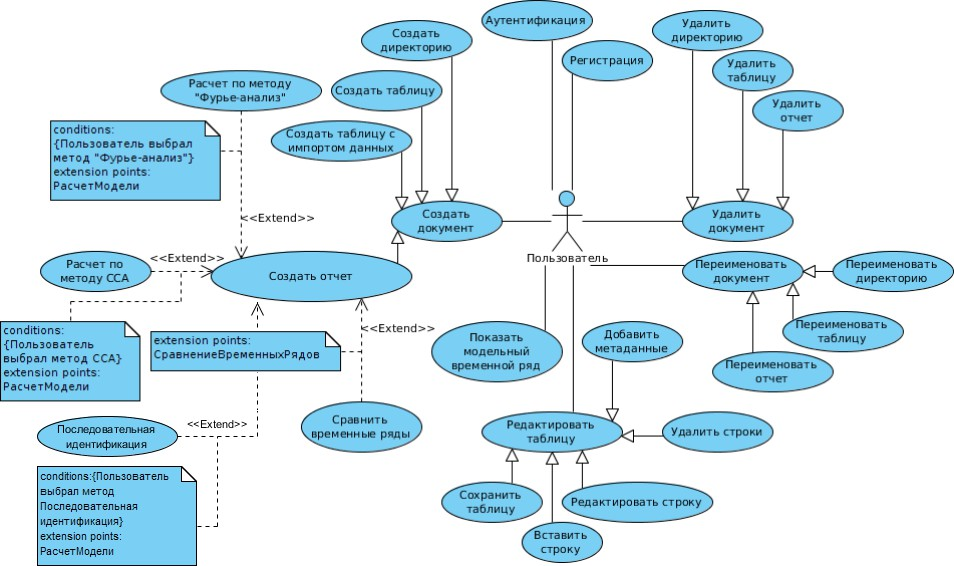 Аутентификация
Создать
директорию
Удалить
директорию
Регистрация
Удалить
таблицу
Расчет по методу
"Фурье-анализ"
Создать таблицу
Удалить
отчет
Создать таблицу с
импортом данных
conditions:
{Пользователь выбрал
метод "Фурье-анализ"}
extension points:
РасчетМодели
<<Extend>>
Создать
документ
Удалить
документ
Пользователь
Расчет по
методу ССА
<<Extend>>
Создать отчет
Переименовать
документ
Переименовать
директорию
conditions:
{Пользователь
выбрал метод ССА}
extension points:
РасчетМодели
extension points:
СравнениеВременныхРядов
<<Extend>>
Показать
модельный
временной ряд
Добавить
метаданные
Переименовать
таблицу
Переименовать
отчет
Последовательная
идентификация
<<Extend>>
Сравнить
временные ряды
Редактировать
таблицу
Удалить строки
conditions:{Пользователь
выбрал метод
Последовательная
идентификация}
extension points:
РасчетМодели
Сохранить
таблицу
Редактировать строку
Вставить
строку